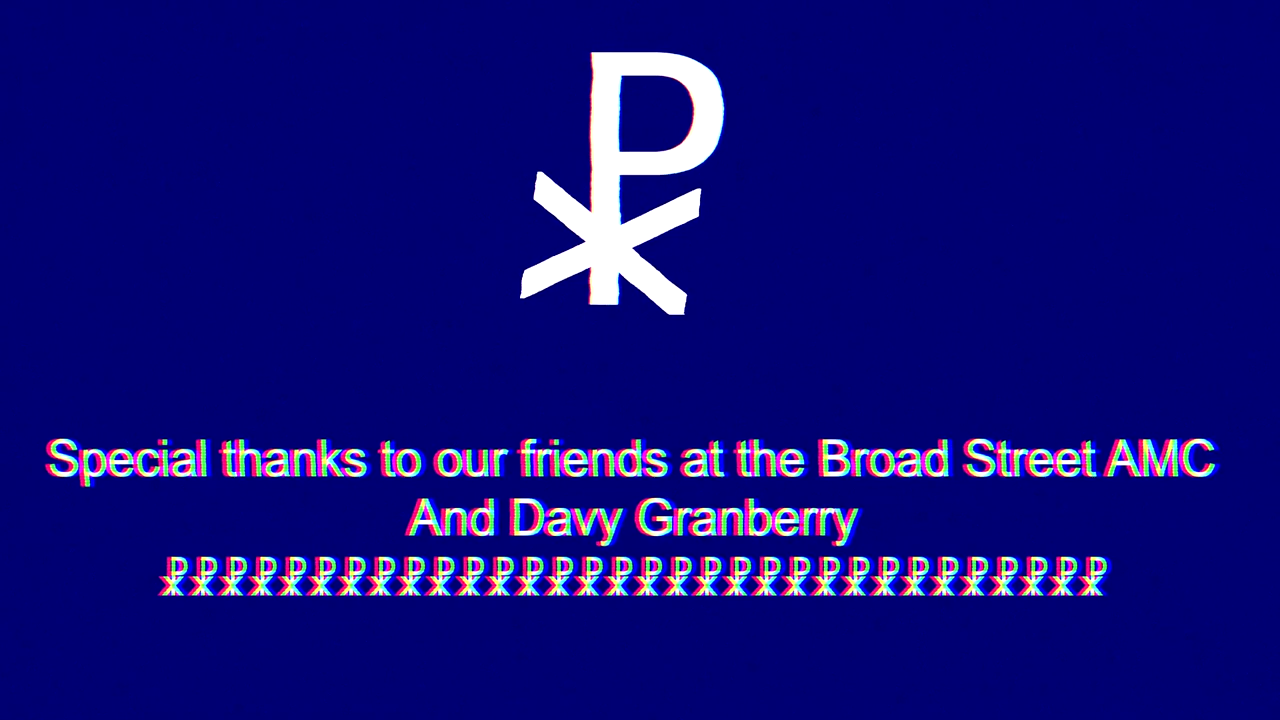 ☧
Special thanks to our friends at the Broad Street AMC
And Davy Granberry
☧☧☧☧☧☧☧☧☧☧☧☧☧☧☧☧☧☧☧☧☧☧☧☧☧☧☧☧☧☧☧☧